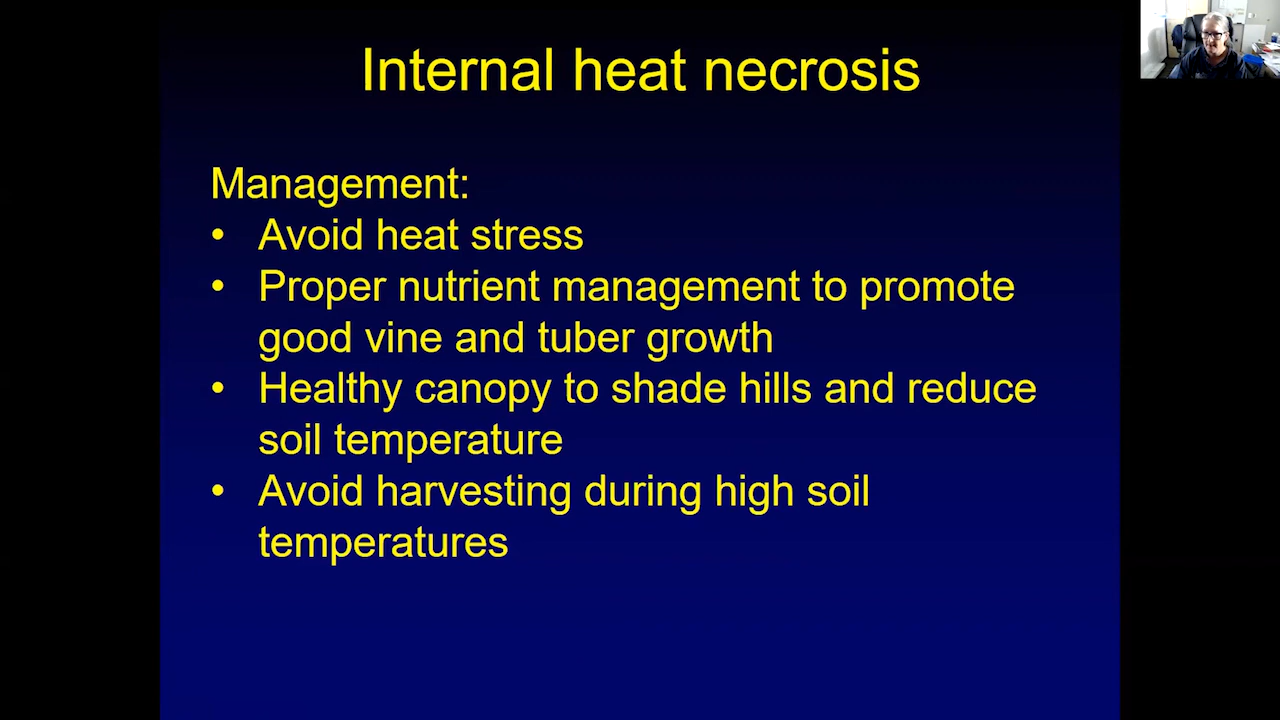 Internal heat necrosis
Management:
• Avoid heat stress
• Proper nutrient management to promote
good vine and tuber growth
• Healthy canopy to shade hills and reduce
soil temperature
• Avoid harvesting during high soil
temperatures